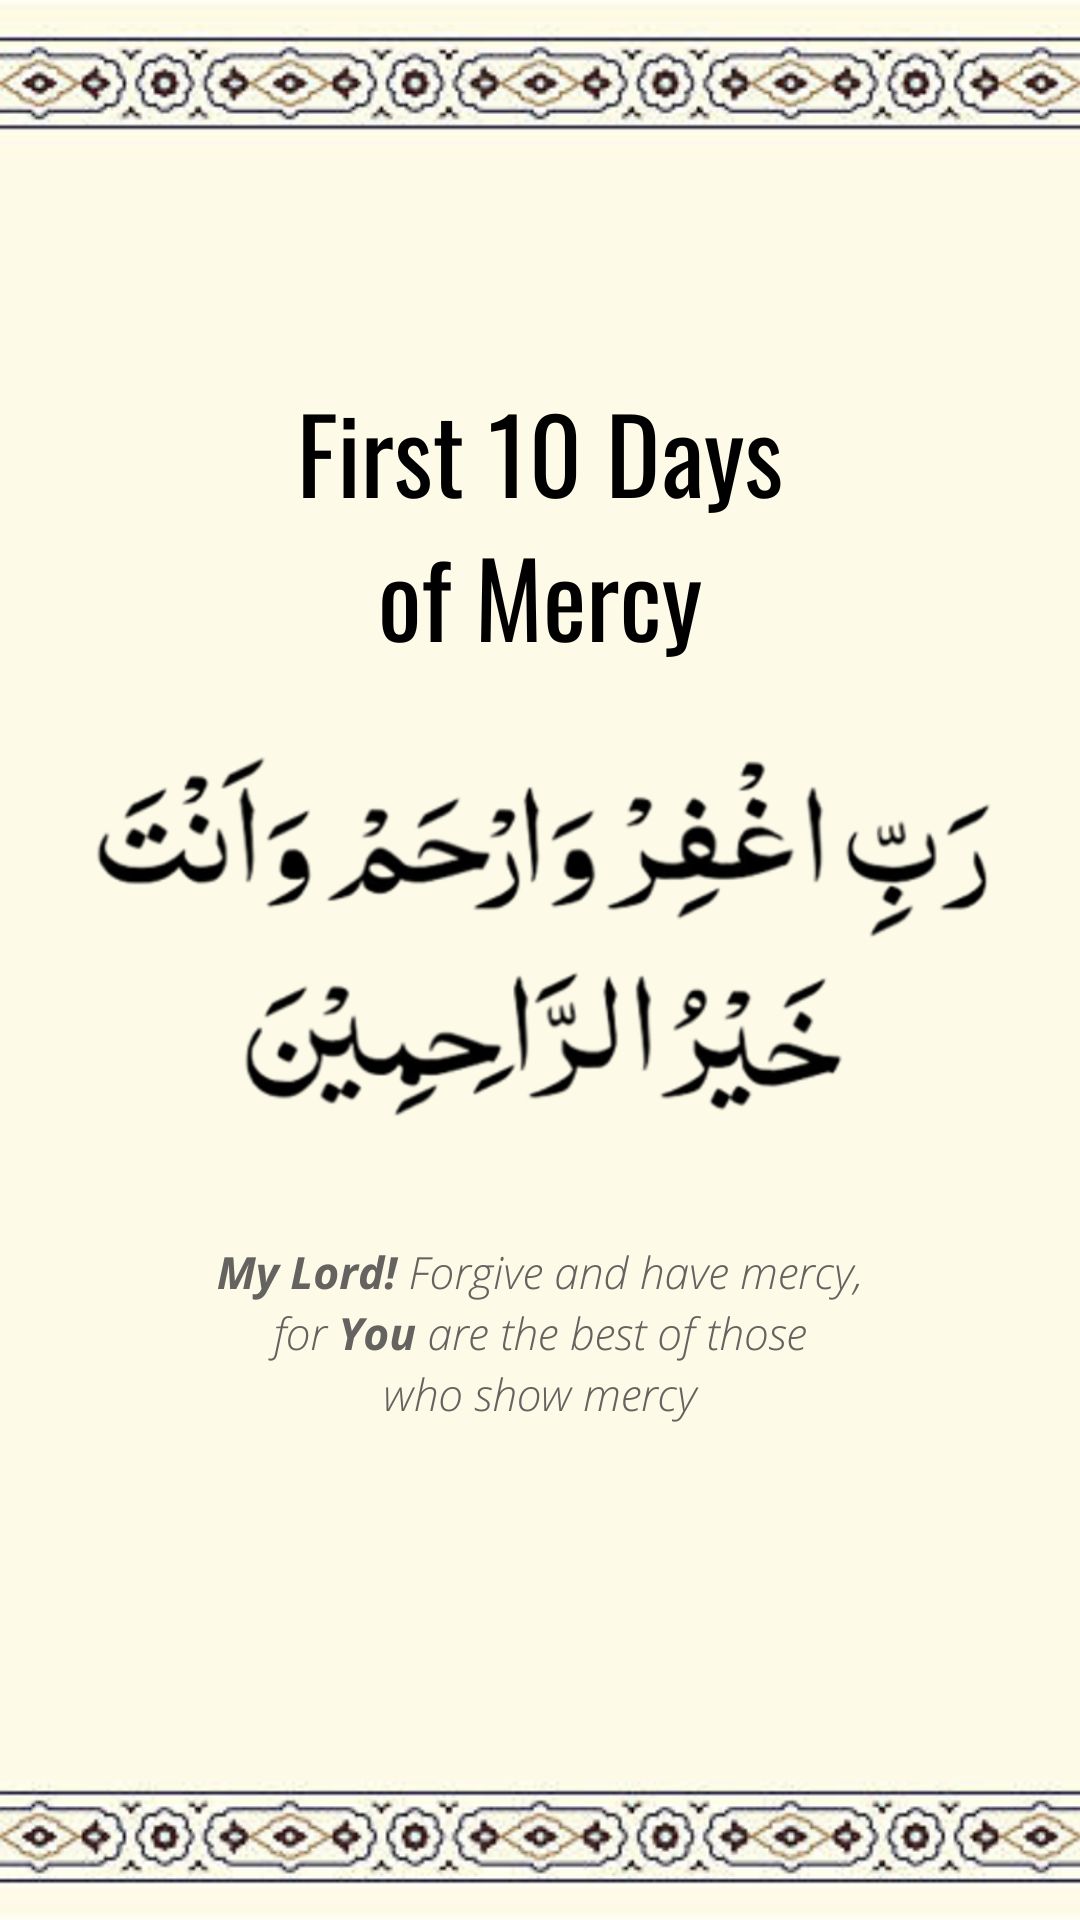 First 10 Days
of Mercy
رَبِّ اغْفِرْ وَارْحَمْ وَاَنْتَ
خَيْرُ الرَّاحِمِيْنَ
My Lord! Forgive and have mercy,
for You are the best of those
who show mercy